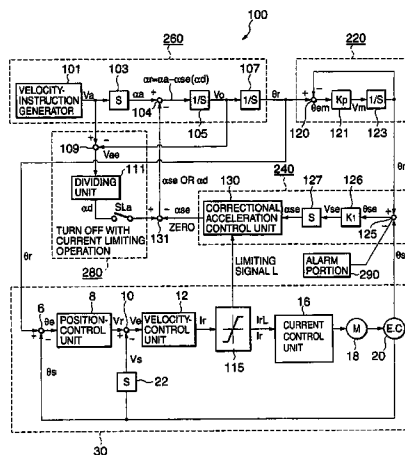 100
260
220
101
VELOCITY-
INSTRUCTION
GENERATOR
Va
103
S
αa
104
αr=αa-αse(αd)
1/S
105
Vo
107
1/S
θr
120
θem
Kp
121
Vm
1/S
123
109
Vae
111
DIVIDING
UNIT
αd
SLa
TURN OFF WITH
CURRENT LIMITING
OPERATION
280
αse OR αd
131
αse
ZERO
240
130
CORRECTIONAL
ACCELERATION
CONTROL UNIT
αse
127
S
Vse
126
K1
θse
125
LIMITING
SIGNAL L
ALARM
PORTION
290
θs
θr
6
θe
8
POSITION-
CONTROL
UNIT
Vr
10
Ve
12
VELOCITY-
CONTROL
UNIT
Ir
115
IrL
Ir
16
CURRENT
CONTROL
UNIT
M
18
E.C
20
θs
Vs
S
22
30